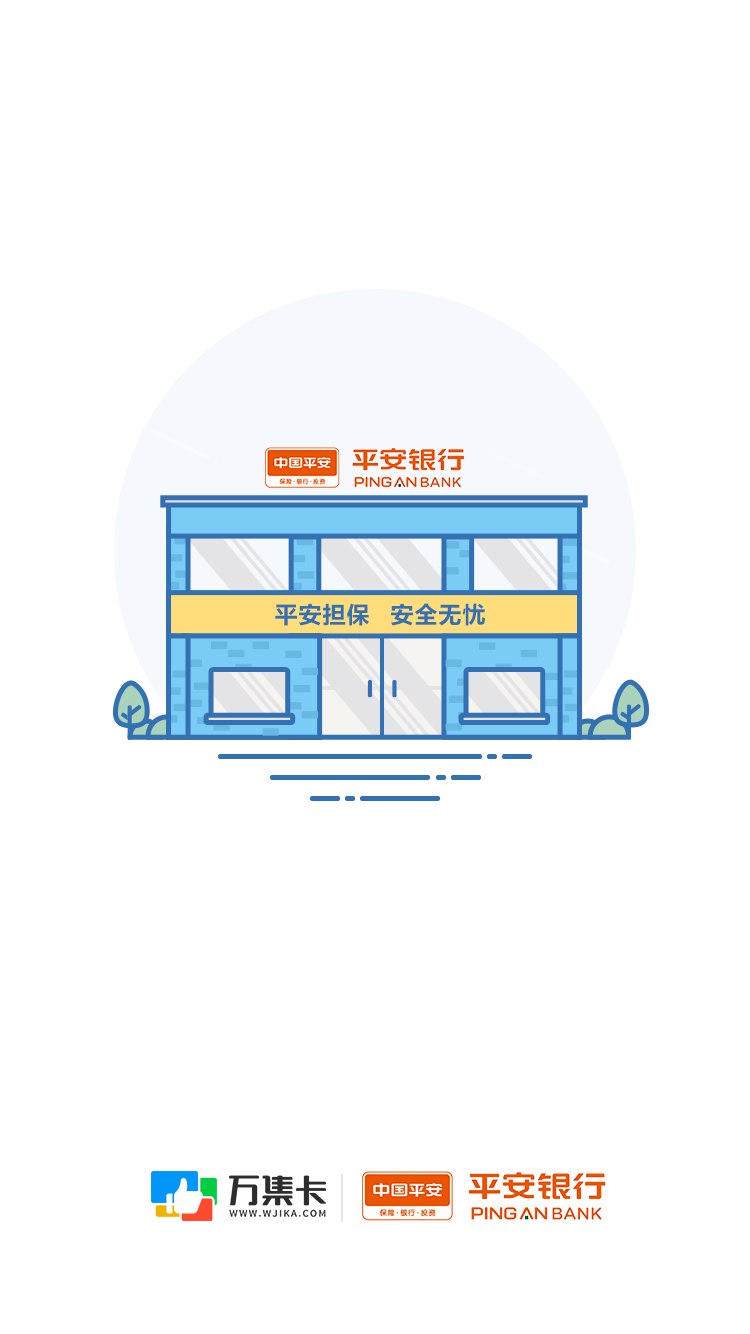 中国平安
保险·银行·投资
平安银行
PING AN BANK
平安担保 安全无忧
万集卡
WWW.WJIKA.COM
中国平安
保险·银行·投资
平安银行
PING AN BANK